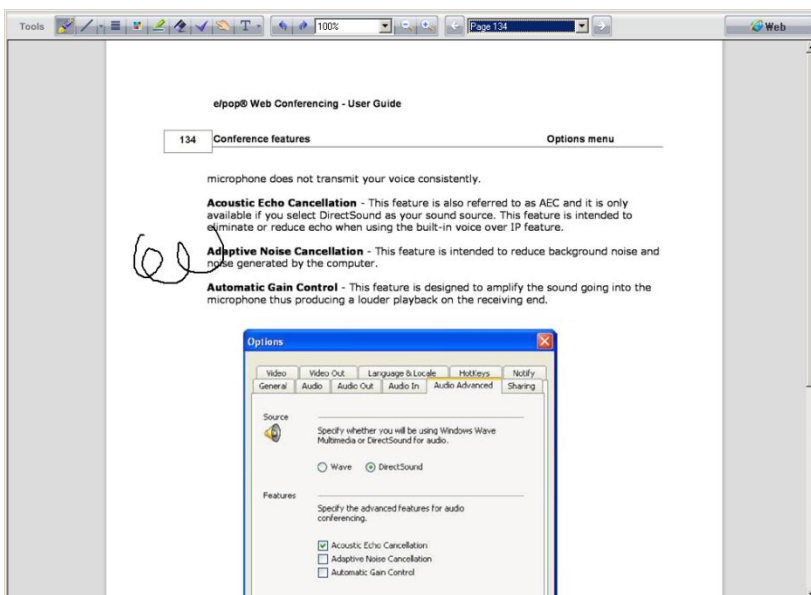 Tools
100%
Page 134
Web
e/pop® Web Conferencing - User Guide
134 Conference features Options menu
microphone does not transmit your voice consistently.
Acoustic Echo Cancellation - This feature is also referred to as AEC and it is only
available if you select DirectSound as your sound source. This feature is intended to
eliminate or reduce echo when using the built-in voice over IP feature.
Adaptive Noise Cancellation - This feature is intended to reduce background noise and
noise generated by the computer.
Automatic Gain Control - This feature is designed to amplify the sound going into the
microphone thus producing a louder playback on the receiving end.
Options
Video Video Out Language & Locale HotKeys Notify
General Audio Audio Out Audio In Audio Advanced Sharing
Source
Specify whether you will be using Windows Wave
Multimedia or DirectSound for audio.
Wave DirectSound
Features
Specify the advanced features for audio
conferencing.
Acoustic Echo Cancellation
Adaptive Noise Cancellation
Automatic Gain Control